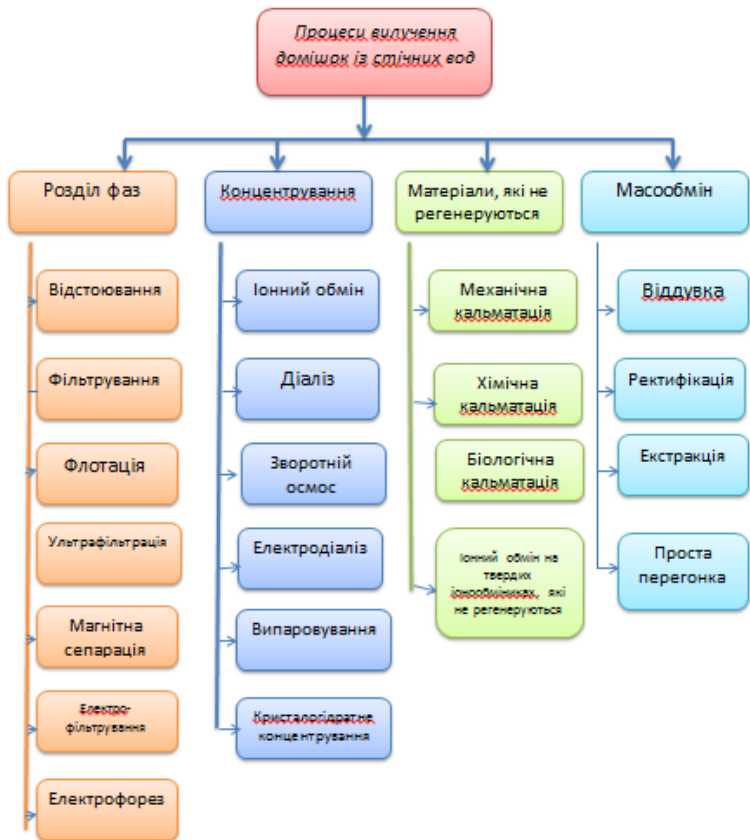 Процеси вилучення
домішок із стічних вод
Розділ фаз
Відстоювання
Фільтрування
Флотація
Ультрафільтрація
Магнітна
сепарація
Електро-
фільтрування
Електрофорез
Концентрування
Іонний обмін
Діаліз
Зворотній
осмос
Електродіаліз
Випаровування
Кристалогідратне
концентрування
Матеріали, які не
регенеруються
Механічна
кальматація
Хімічна
кальматація
Біологічна
кальматація
Іонний обмін на
твердих
іонообміниках, які
не регенеруються
Масообмін
Віддувка
Ректифікація
Екстракція
Проста
перегонка